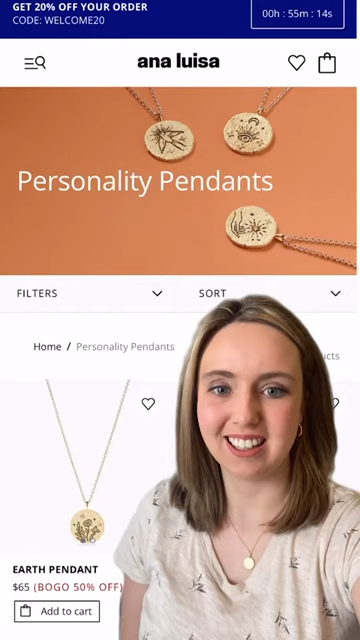 GET 20% OFF YOUR ORDER
CODE: WELCOME20
00h : 55m : 14s
ana luisa
Personality Pendants
FILTERS
SORT
Home / Personality Pendants
EARTH PENDANT
$65 (BOGO 50% OFF)
Add to cart